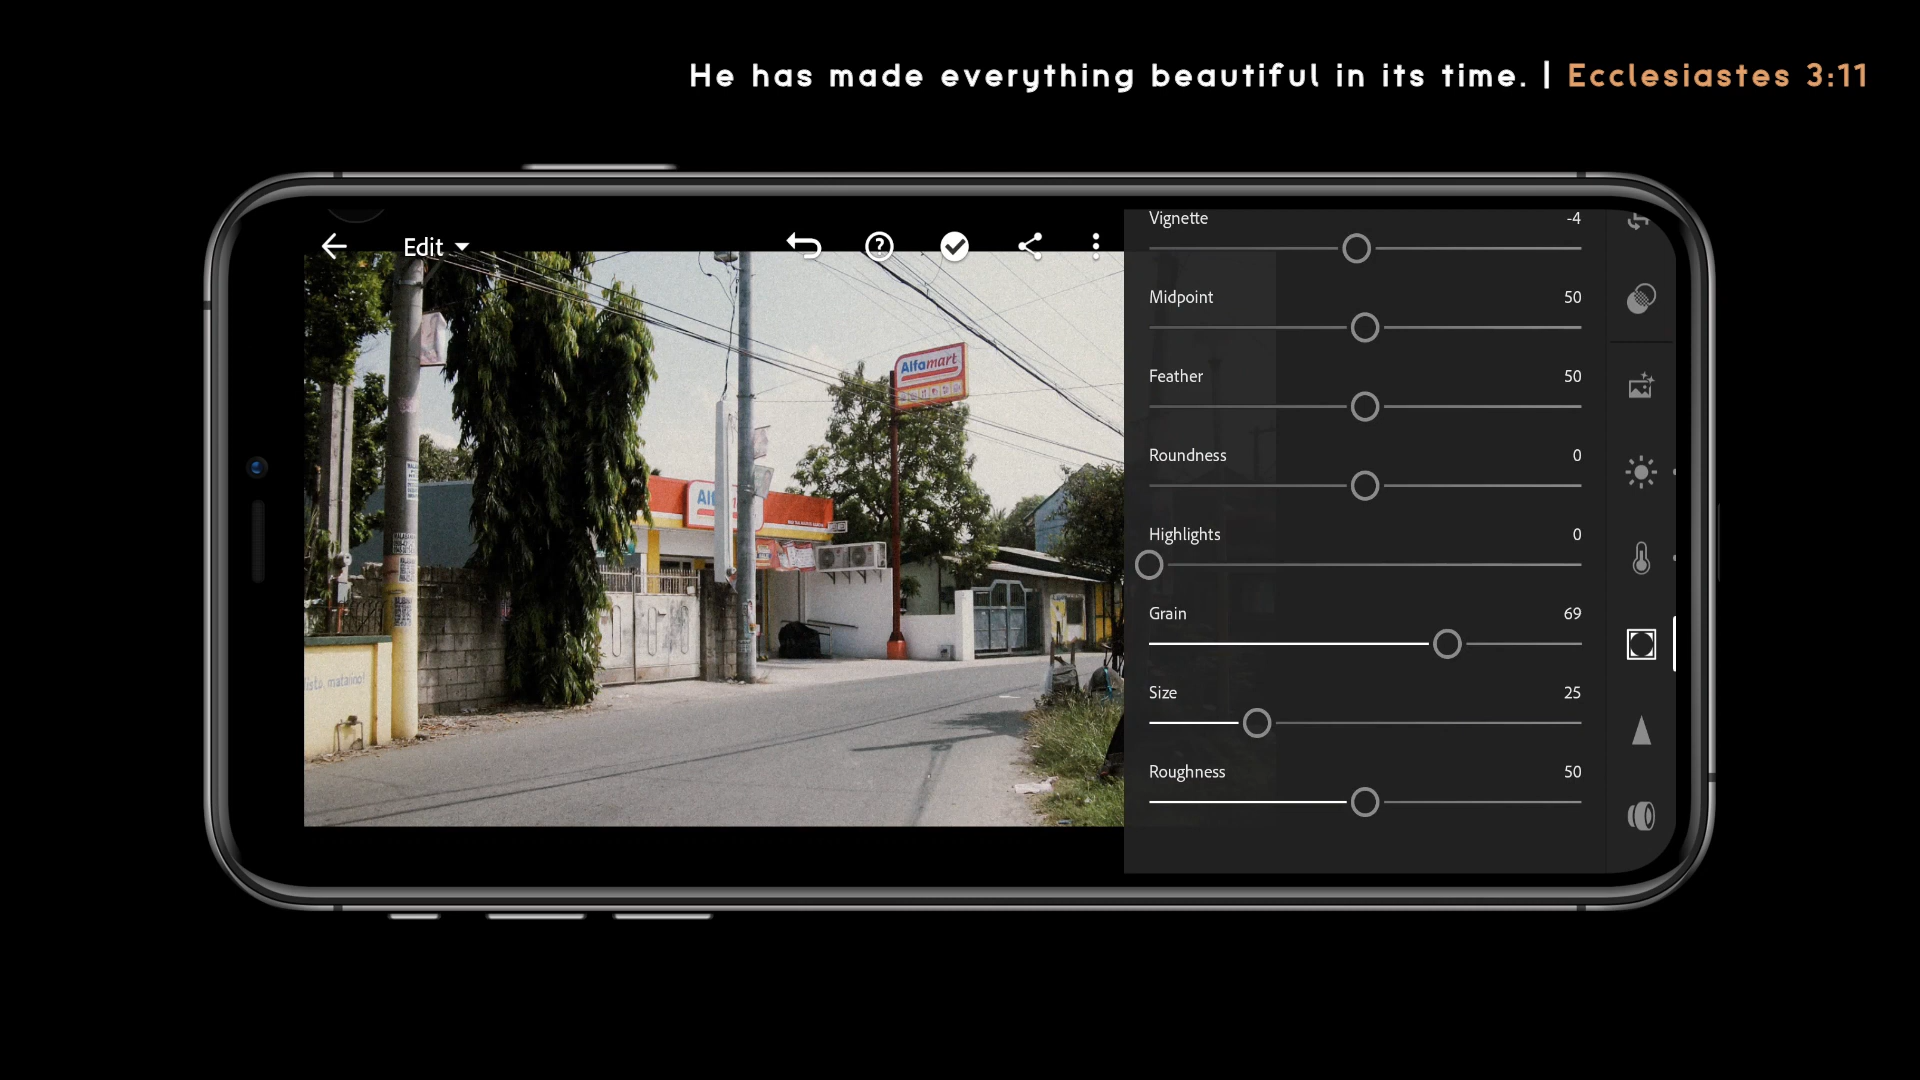 He has made everything beautiful in its time. | Ecclesiastes 3:11
Edit
Vignette -4
Midpoint 50
Feather 50
Roundness 0
Highlights 0
Grain 69
Size 25
Roughness 50
Alfamart
Alf